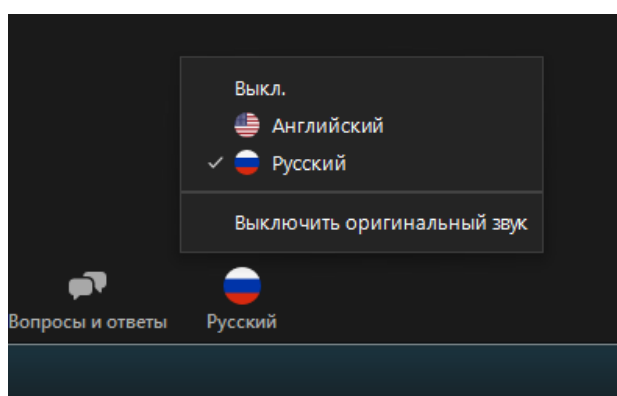 Выкл.
Английский
Русский
Выключить оригинальный звук
Вопросы и ответы
Русский